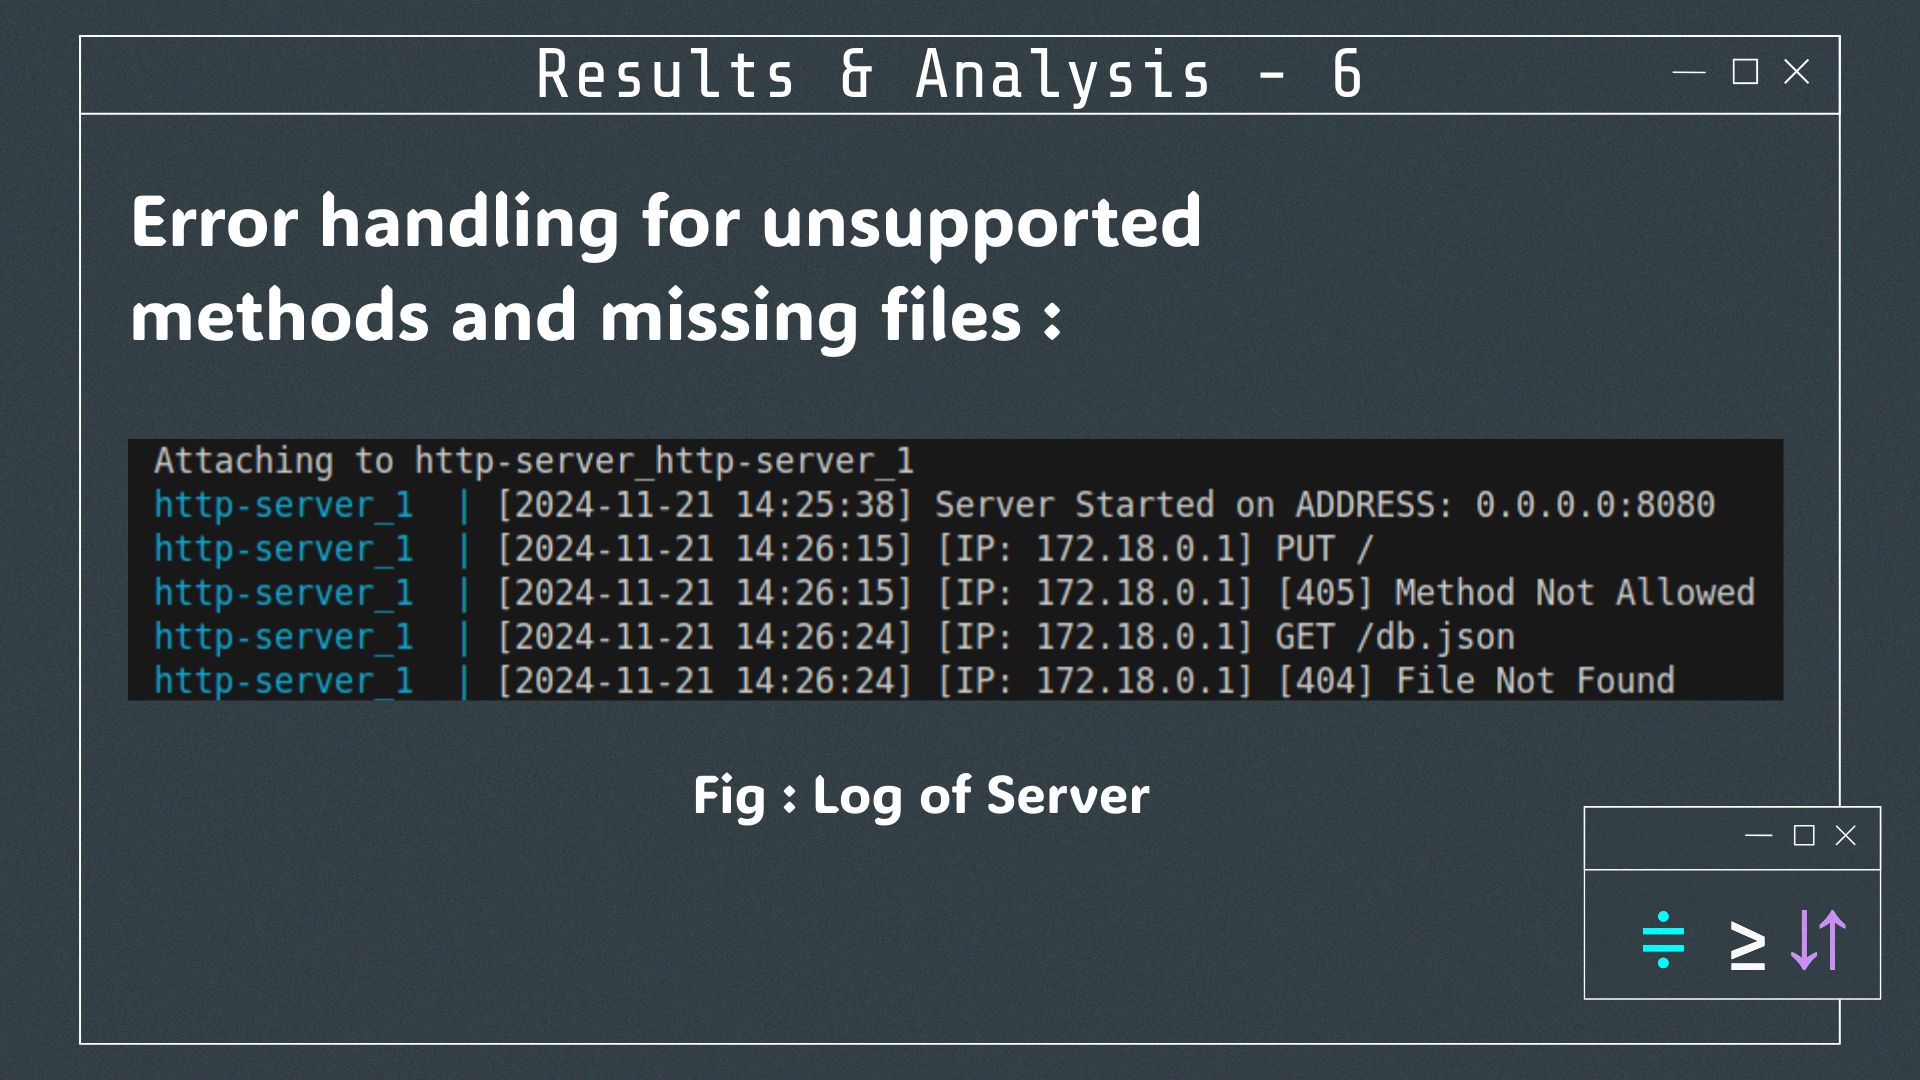 Results & Analysis - 6
Error handling for unsupported
methods and missing files :
Attaching to http-server_http-server_1
http-server_1  | [2024-11-21 14:25:38] Server Started on ADDRESS: 0.0.0.0:8080
http-server_1  | [2024-11-21 14:26:15] [IP: 172.18.0.1] PUT /
http-server_1  | [2024-11-21 14:26:15] [IP: 172.18.0.1] [405] Method Not Allowed
http-server_1  | [2024-11-21 14:26:24] [IP: 172.18.0.1] GET /db.json
http-server_1  | [2024-11-21 14:26:24] [IP: 172.18.0.1] [404] File Not Found
Fig : Log of Server
≥ ↓↑